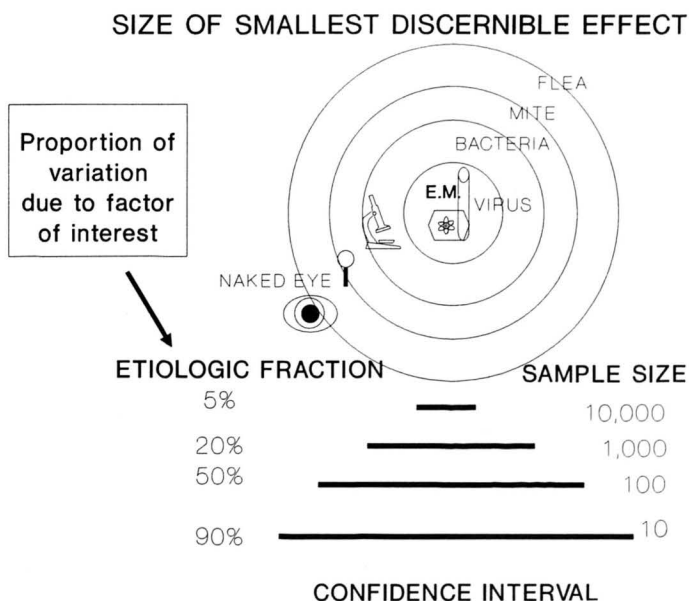 SIZE OF SMALLEST DISCERNIBLE EFFECT
FLEA
MITE
BACTERIA
E.M.
VIRUS
Proportion of
variation
due to factor
of interest
NAKED EYE
ETIOLOGIC FRACTION
SAMPLE SIZE
5%
10,000
20%
1,000
50%
100
90%
10
CONFIDENCE INTERVAL